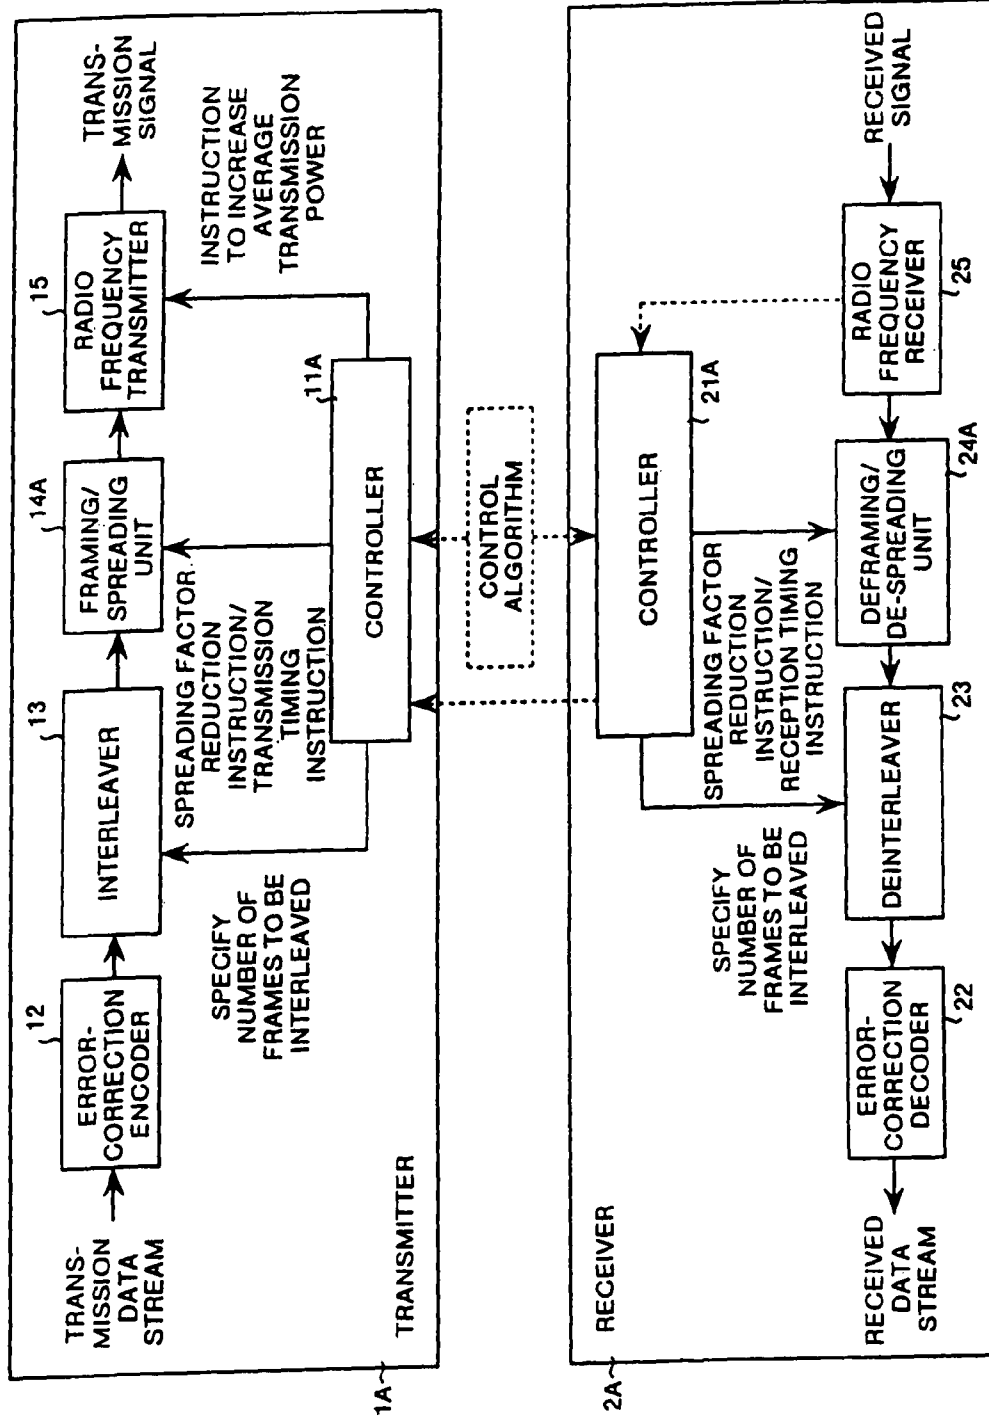 TRANS-
MISSION
DATA
STREAM
12
ERROR-
CORRECTION
ENCODER
13
INTERLEAVER
14A
FRAMING/
SPREADING
UNIT
15
RADIO
FREQUENCY
TRANSMITTER
TRANS-
MISSION
SIGNAL
SPECIFY
NUMBER OF
FRAMES TO BE
INTERLEAVED
SPREADING FACTOR
REDUCTION
INSTRUCTION/
TRANSMISSION
TIMING
INSTRUCTION
INSTRUCTION
TO INCREASE
AVERAGE
TRANSMISSION
POWER
CONTROLLER
11A
TRANSMITTER
1A
CONTROL
ALGORITHM
2A
RECEIVER
CONTROLLER
21A
SPECIFY
NUMBER OF
FRAMES TO BE
INTERLEAVED
SPREADING FACTOR
REDUCTION
INSTRUCTION/
RECEPTION TIMING
INSTRUCTION
RECEIVED
DATA
STREAM
ERROR-
CORRECTION
DECODER
22
DEINTERLEAVER
23
DEFRAMING/
DE-SPREADING
UNIT
24A
RADIO
FREQUENCY
RECEIVER
25
RECEIVED
SIGNAL